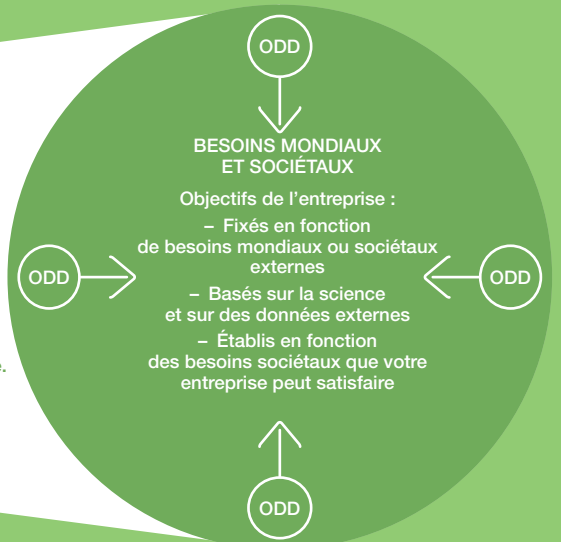 ODD
BESOINS MONDIAUX
ET SOCIÉTAUX
Objectifs de l’entreprise :
– Fixés en fonction
de besoins mondiaux ou sociétaux
externes
ODD
ODD
– Basés sur la science
et sur des données externes
– Établis en fonction
des besoins sociétaux que votre
entreprise peut satisfaire
ODD